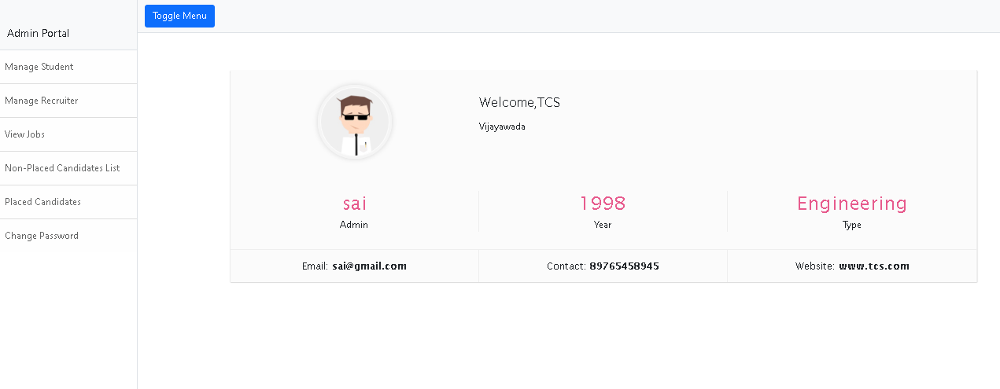 Toggle Menu
Admin Portal
Manage Student
Manage Recruiter
View Jobs
Non-Placed Candidates List
Placed Candidates
Change Password
Welcome,TCS
Vijayawada
sai
Admin
1998
Year
Engineering
Type
Email: sai@gmail.com
Contact: 89765458945
Website: www.tcs.com